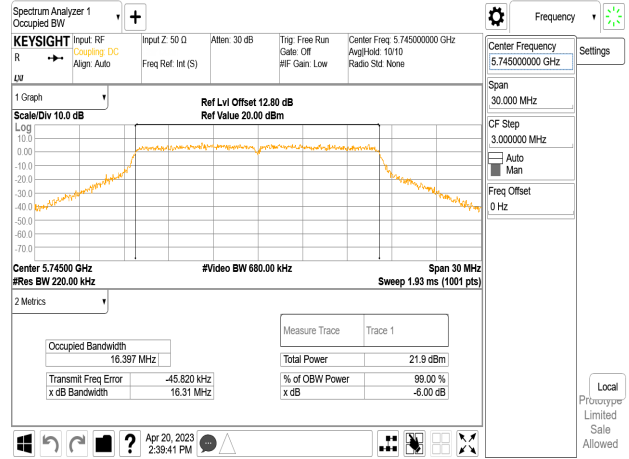 Spectrum Analyzer 1
Occupied BW
Frequency
KEYSIGHT
Input: RF
Coupling: DC
Align: Auto
Input Z: 50 Ω
Freq Ref: Int (S)
Atten: 30 dB
Trig: Free Run
Gate: Off
#IF Gain: Low
Center Freq: 5.745000000 GHz
Avg|Hold: 10/10
Radio Std: None
R
LXI
Center Frequency
5.745000000 GHz
Settings
Span
30.000 MHz
CF Step
3.000000 MHz
Auto
Man
Freq Offset
0 Hz
1 Graph
Scale/Div 10.0 dB
Ref Lvl Offset 12.80 dB
Ref Value 20.00 dBm
Log
10.0
0.00
-10.0
-20.0
-30.0
-40.0
-50.0
-60.0
-70.0
Center 5.74500 GHz
#Res BW 220.00 kHz
#Video BW 680.00 kHz
Span 30 MHz
Sweep 1.93 ms (1001 pts)
2 Metrics
Measure Trace Trace 1
Occupied Bandwidth
16.397 MHz
Total Power 21.9 dBm
Transmit Freq Error -45.820 kHz
% of OBW Power 99.00 %
x dB Bandwidth 16.31 MHz
x dB -6.00 dB
Local
Prototype
Limited
Sale
Allowed
?
Apr 20, 2023
2:39:41 PM